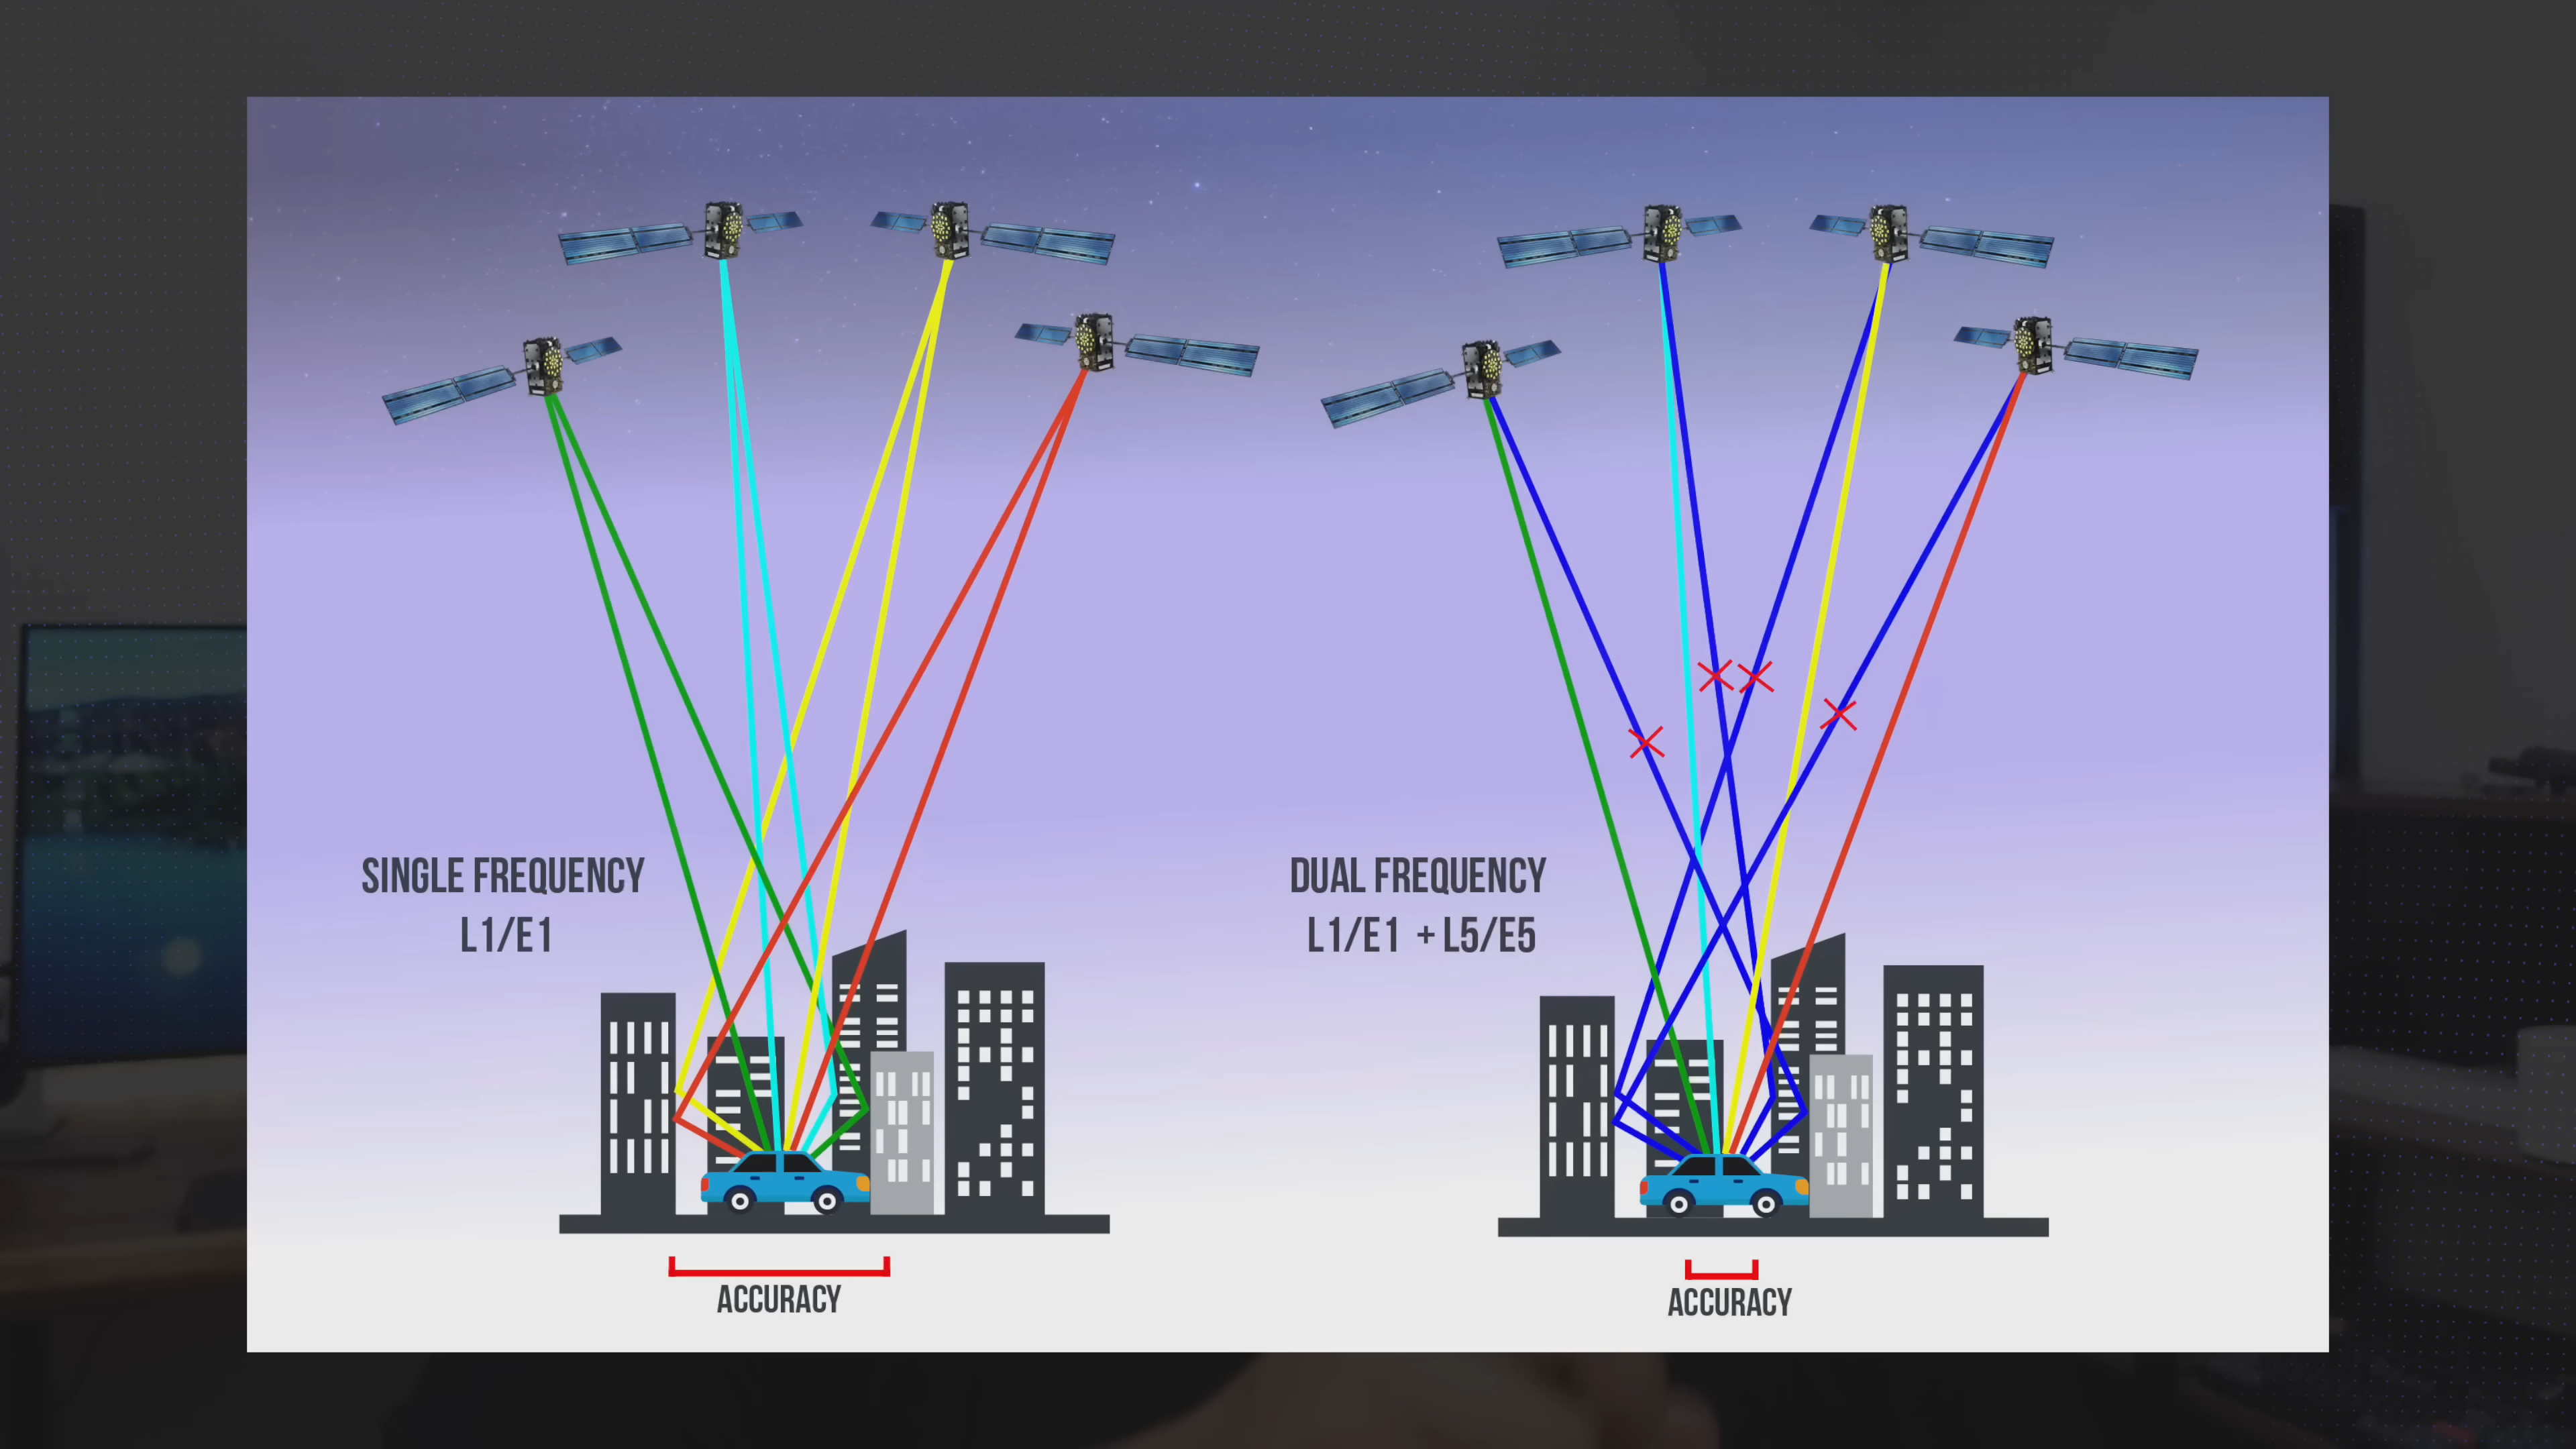 SINGLE FREQUENCY
L1/E1
ACCURACY
DUAL FREQUENCY
L1/E1 + L5/E5
ACCURACY